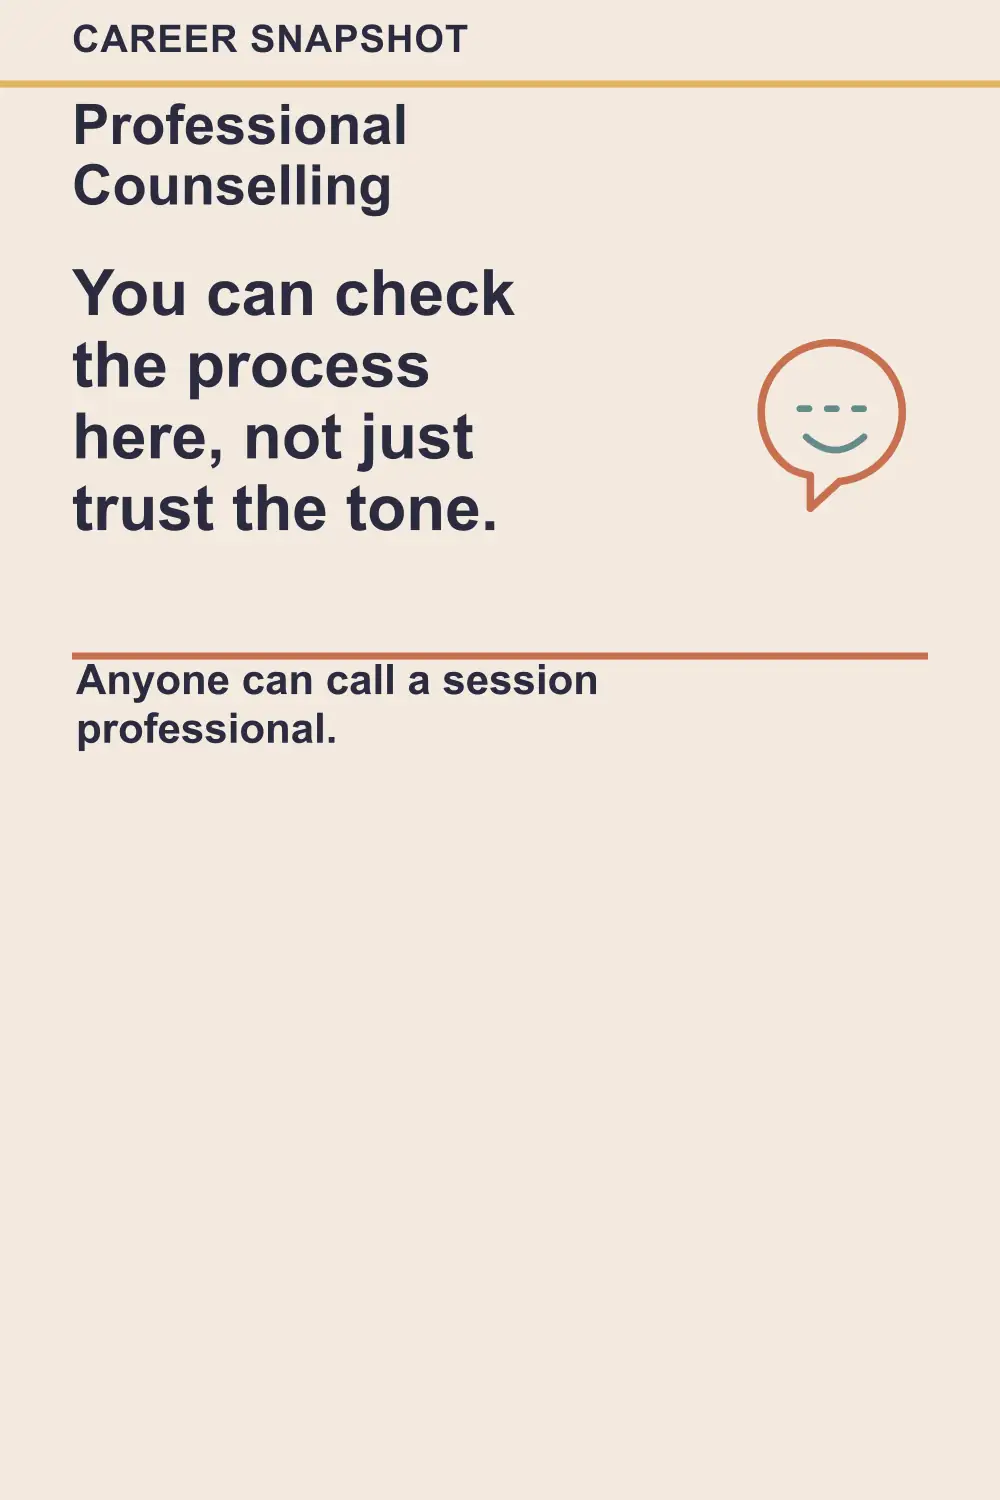 CAREER SNAPSHOT
Professional
Counselling
You can check
the process
here, not just
trust the tone.
Anyone can call a session
professional.